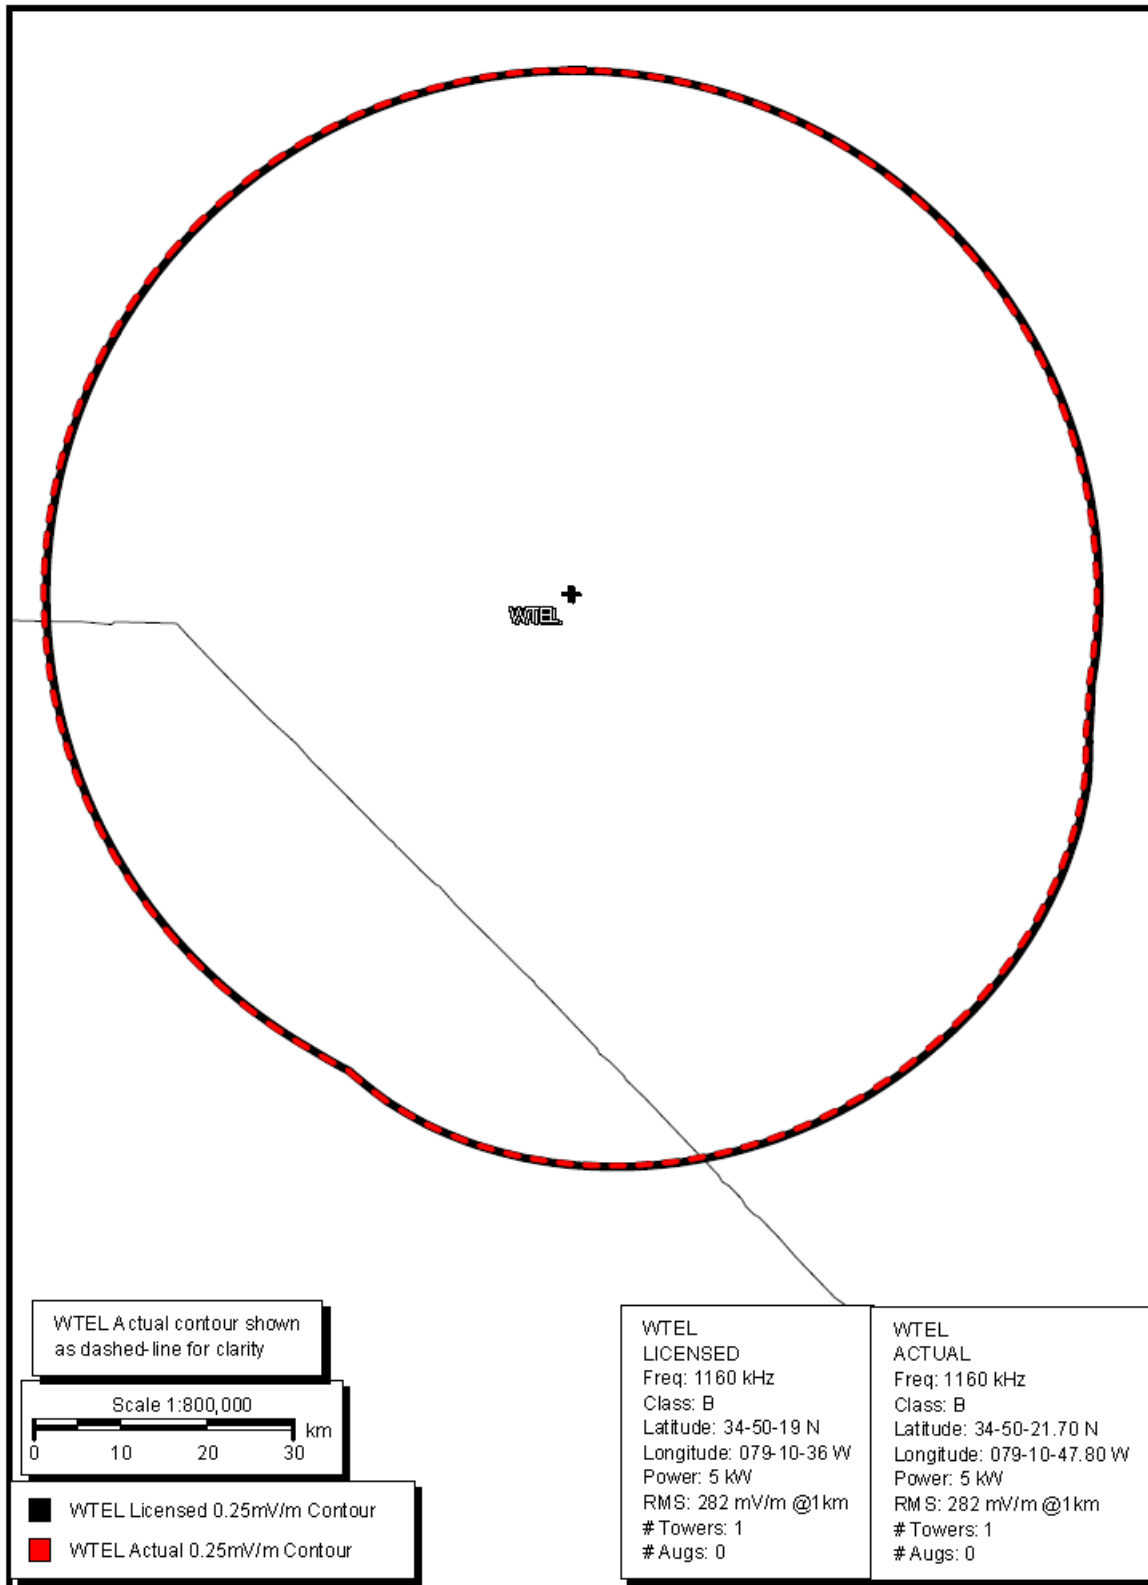 WTEL
WTEL Actual contour shown
as dashed-line for clarity
Scale 1:800,000
km
0 10 20 30
WTEL Licensed 0.25mV/m Contour
WTEL Actual 0.25mV/m Contour
WTEL
LICENSED
Freq: 1160 kHz
Class: B
Latitude: 34-50-19 N
Longitude: 079-10-36 W
Power: 5 kW
RMS: 282 mV/m @1km
# Towers: 1
# Augs: 0
WTEL
ACTUAL
Freq: 1160 kHz
Class: B
Latitude: 34-50-21.70 N
Longitude: 079-10-47.80 W
Power: 5 kW
RMS: 282 mV/m @1km
# Towers: 1
# Augs: 0